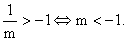 1/m > −1 ⇔ m < −1.